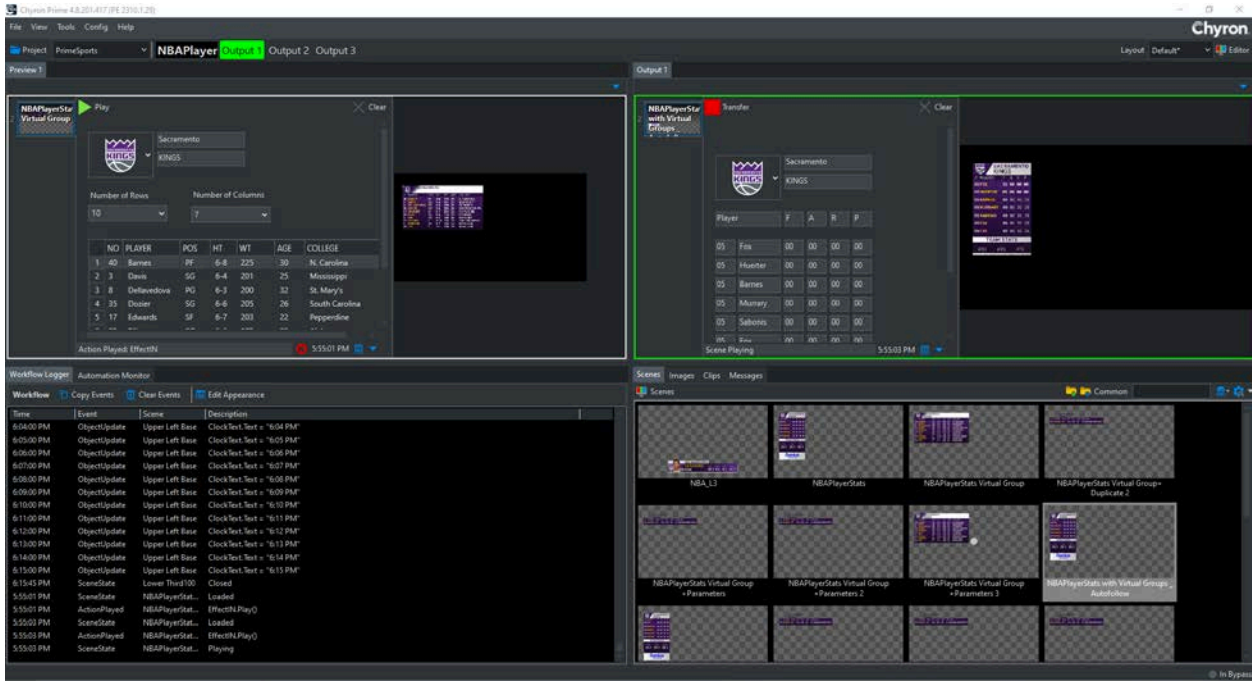 Chyron Prime 4.8.201.417 (PE 2310.1.28)
File View Tools Config Help
Chyron
Project PrimeSports NBAPlayer Output 1 Output 2 Output 3
Layout Default* Editor
Preview 1
Output 1
NBAPlayerStat
Virtual Group
Play
Clear
KINGS
Sacramento
KINGS
Number of Rows Number of Columns
10 7
NO PLAYER POS HT WT AGE COLLEGE
1 40 Barnes PF 6-8 225 30 N. Carolina
2 3 Davis SG 6-4 201 25 Mississippi
3 8 Dellavedova PG 6-3 200 32 St. Mary's
4 35 Dozier SG 6-6 205 26 South Carolina
5 17 Edwards SF 6-7 203 22 Pepperdine
Action Played: EffectIN 5:55:01 PM
2
NBAPlayerStat
with Virtual
Groups
Transfer
Clear
KINGS
Sacramento
KINGS
Player F A R P
05 Fox 00 00 00 00
05 Huerter 00 00 00 00
05 Barnes 00 00 00 00
05 Murrary 00 00 00 00
05 Sabonis 00 00 00 00
05 Fox 00 00 00 00
Scene Playing 5:55:03 PM
SACRAMENTO
KINGS
TEAM STATS
Workflow Logger Automation Monitor
Workflow Copy Events Clear Events Edit Appearance
Time Event Scene Description
6:04:00 PM ObjectUpdate Upper Left Base ClockText.Text = "6:04 PM"
6:05:00 PM ObjectUpdate Upper Left Base ClockText.Text = "6:05 PM"
6:06:00 PM ObjectUpdate Upper Left Base ClockText.Text = "6:06 PM"
6:07:00 PM ObjectUpdate Upper Left Base ClockText.Text = "6:07 PM"
6:08:00 PM ObjectUpdate Upper Left Base ClockText.Text = "6:08 PM"
6:09:00 PM ObjectUpdate Upper Left Base ClockText.Text = "6:09 PM"
6:10:00 PM ObjectUpdate Upper Left Base ClockText.Text = "6:10 PM"
6:11:00 PM ObjectUpdate Upper Left Base ClockText.Text = "6:11 PM"
6:12:00 PM ObjectUpdate Upper Left Base ClockText.Text = "6:12 PM"
6:13:00 PM ObjectUpdate Upper Left Base ClockText.Text = "6:13 PM"
6:14:00 PM ObjectUpdate Upper Left Base ClockText.Text = "6:14 PM"
6:15:00 PM ObjectUpdate Upper Left Base ClockText.Text = "6:15 PM"
6:15:45 PM SceneState Lower Third100 Closed
5:55:01 PM SceneState NBAPlayerStat... Loaded
5:55:01 PM ActionPlayed NBAPlayerStat... EffectIN.Play()
5:55:03 PM SceneState NBAPlayerStat... Loaded
5:55:03 PM ActionPlayed NBAPlayerStat... EffectIN.Play()
5:55:03 PM SceneState NBAPlayerStat... Playing
Scenes Images Clips Messages
Scenes Common
NBA_L3
NBAPlayerStats
NBAPlayerStats Virtual Group
NBAPlayerStats Virtual Group+
Duplicate 2
NBAPlayerStats Virtual Group
+Parameters
NBAPlayerStats Virtual Group
+Parameters 2
NBAPlayerStats Virtual Group
+Parameters 3
NBAPlayerStats with Virtual Groups _
Autofollow
In Bypass